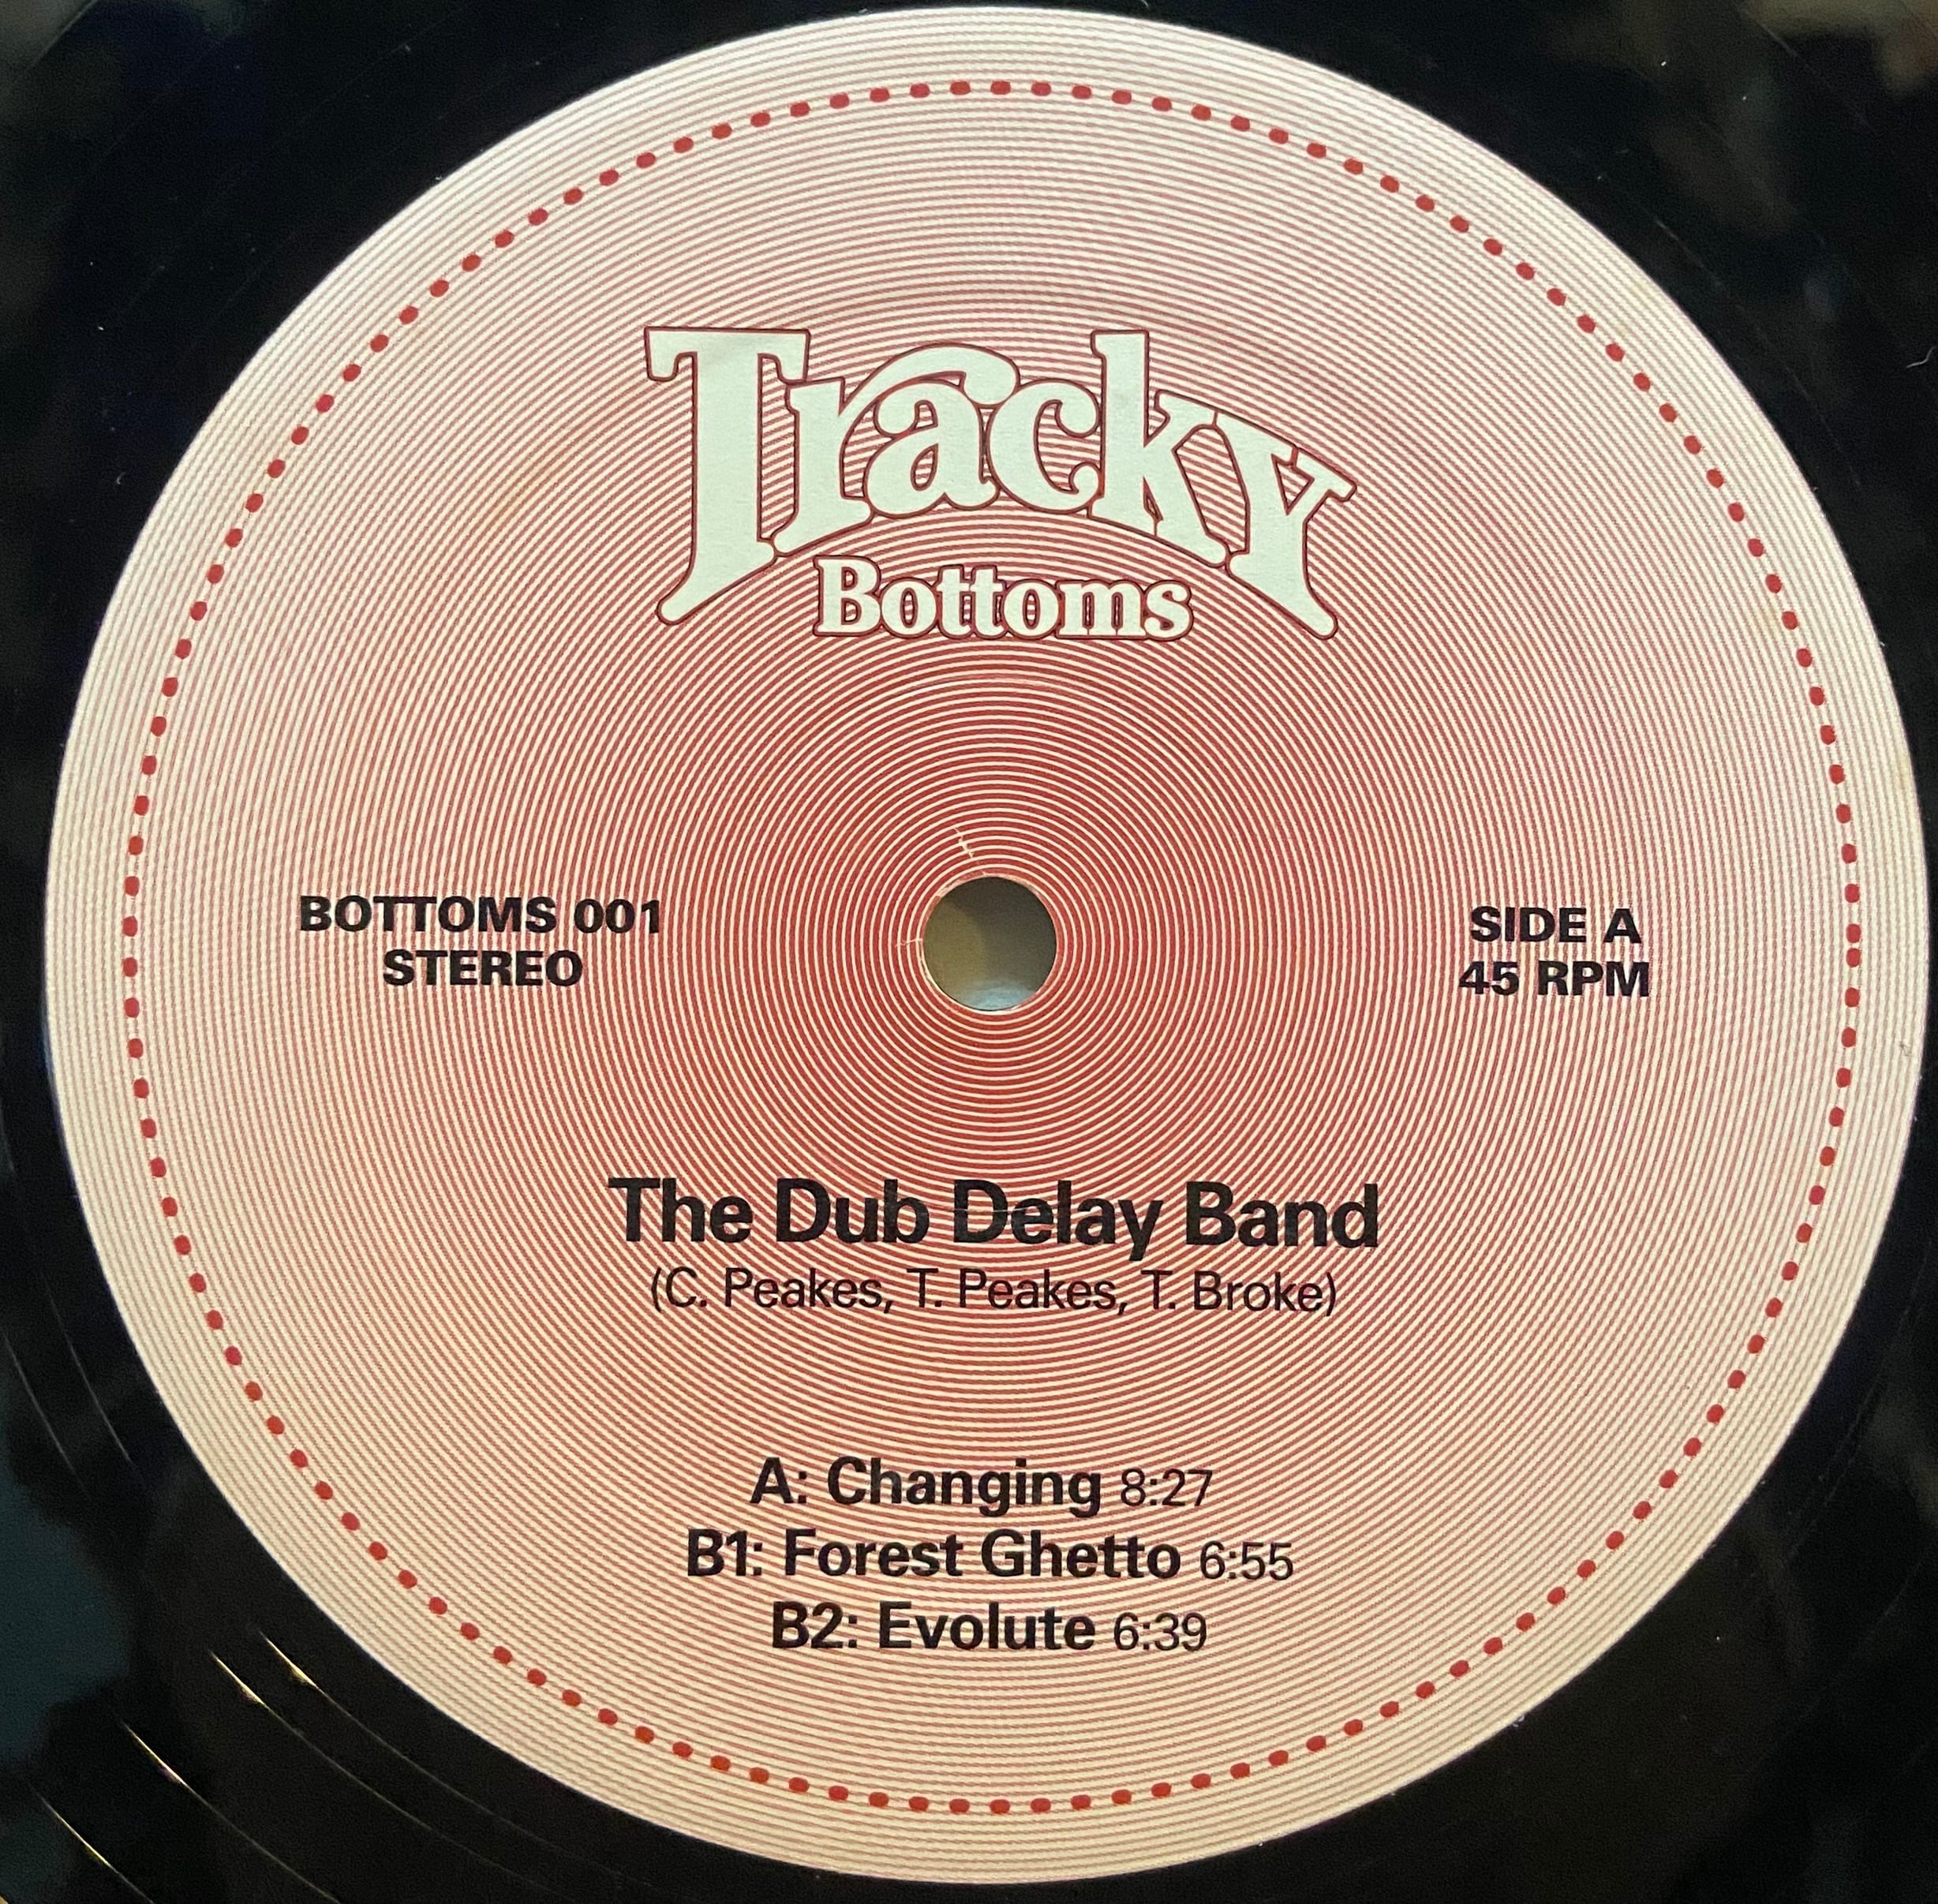 Tracky
Bottoms
BOTTOMS 001
STEREO
SIDE A
45 RPM
The Dub Delay Band
(C. Peakes, T. Peakes, T. Broke)
A: Changing 8:27
B1: Forest Ghetto 6:55
B2: Evolute 6:39